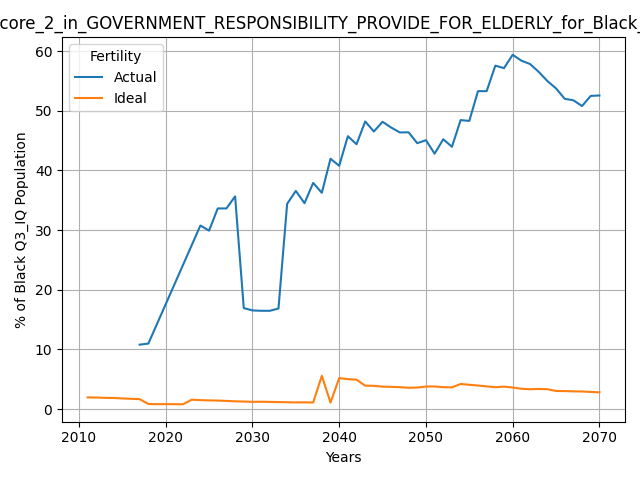 core_2_in_GOVERNMENT_RESPONSIBILITY_PROVIDE_FOR_ELDERLY_for_Black_
Fertility
Actual
Ideal
% of Black Q3_IQ Population
60
50
40
30
20
10
0
2010 2020 2030 2040 2050 2060 2070
Years